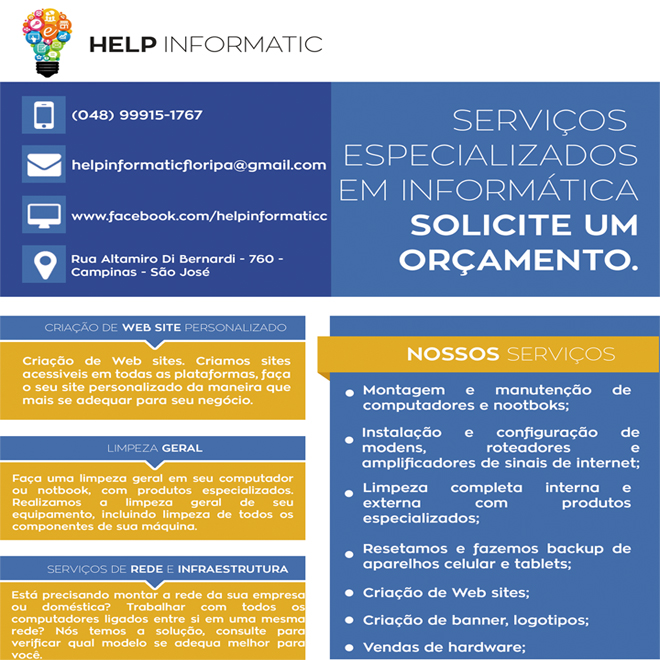 HELP INFORMATIC
(048) 99915-1767
helpinformaticfloripa@gmail.com
www.facebook.com/helpinformaticc
Rua Altamiro Di Bernardi - 760 -
Campinas - São José
SERVIÇOS
ESPECIALIZADOS
EM INFORMÁTICA
SOLICITE UM
ORÇAMENTO.
CRIAÇÃO DE WEB SITE PERSONALIZADO
Criação de Web sites. Criamos sites
acessiveis em todas as plataformas, faça
o seu site personalizado da maneira que
mais se adequar para seu negócio.
LIMPEZA GERAL
Faça uma limpeza geral em seu computador
ou notbook, com produtos especializados.
Realizamos a limpeza geral de seu
equipamento, incluindo limpeza de todos os
componentes de sua máquina.
SERVIÇOS DE REDE E INFRAESTRUTURA
Está precisando montar a rede da sua empresa
ou doméstica? Trabalhar com todos os
computadores ligados entre si em uma mesma
rede? Nós temos a solução, consulte para
verificar qual modelo se adequa melhor para
você.
NOSSOS SERVIÇOS
• Montagem e manutenção de
computadores e nootboks;
• Instalação e configuração de
modens, roteadores e
amplificadores de sinais de internet;
• Limpeza completa interna e
externa com produtos
especializados;
• Resetamos e fazemos backup de
aparelhos celular e tablets;
• Criação de Web sites;
• Criação de banner, logotipos;
• Vendas de hardware;